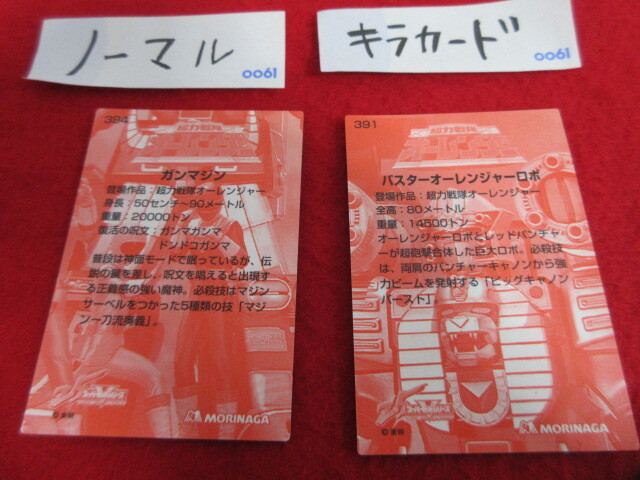 ノーマル
0061
キラカード
0061
384
超力戦隊
オーレンジャー
ガンマジン
登場作品：超力戦隊オーレンジャー
身長：50センチ～90メートル
重量：20000トン
復活の呪文：ガンマガンマ
ドンドコガンマ
普段は神面モードで眠っているが、伝
説の鍵を差し、呪文を唱えると出現す
る正義感の強い魔神。必殺技はマジン
サーベルをつかった5種類の技「マジ
ン一刀流奥義」。
©東映
MORINAGA
391
超力戦隊
オーレンジャー
バスターオーレンジャーロボ
登場作品：超力戦隊オーレンジャー
全高：80メートル
重量：14500トン
オーレンジャーロボとレッドパンチャ
ーが超砲撃合体した巨大ロボ。必殺技
は、両肩のパンチャーキャノンから強
力ビームを発射する「ビッグキャノン
バースト」。
©東映
MORINAGA